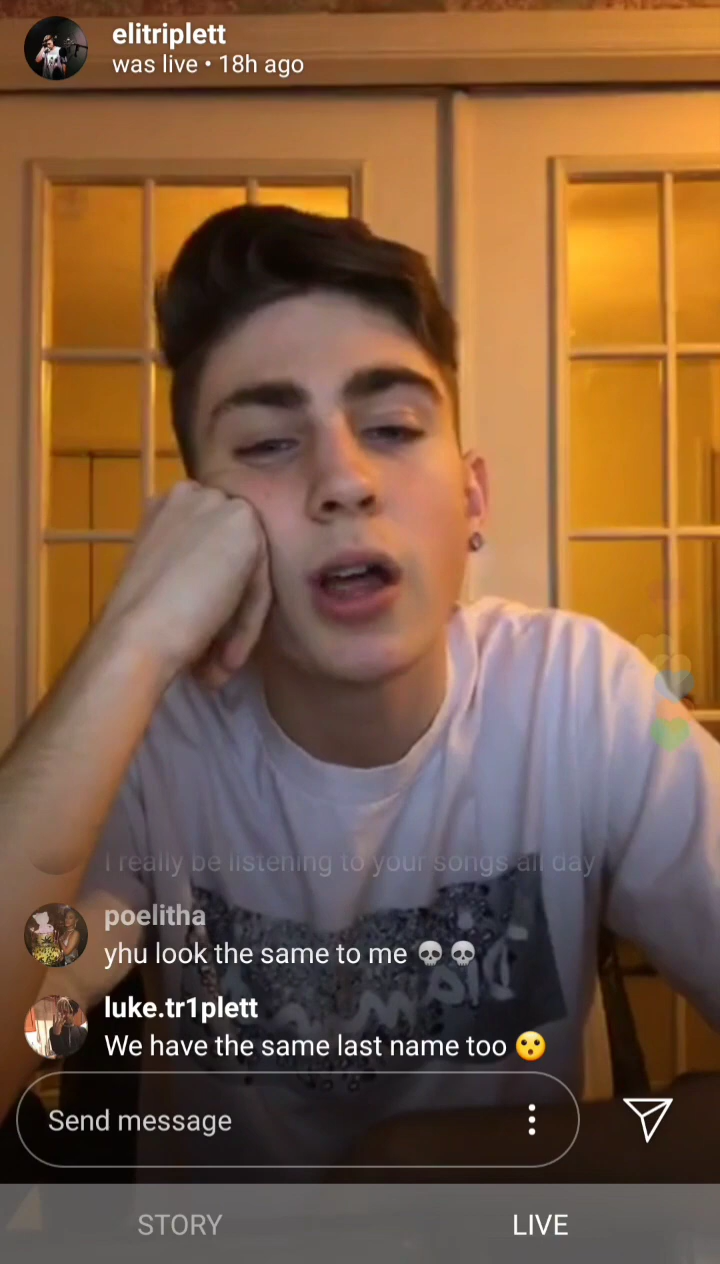 elitriplett
was live • 18h ago
I really be listening to your songs all day
poelitha
yhu look the same to me 💀💀
luke.tr1plett
We have the same last name too 😯
Send message
STORY
LIVE